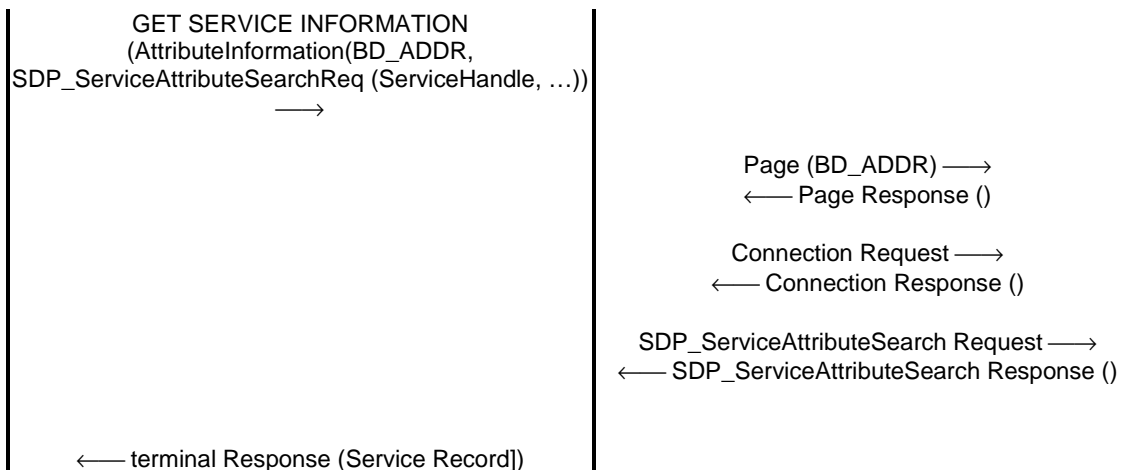 GET SERVICE INFORMATION
(AttributeInformation(BD_ADDR,
SDP_ServiceAttributeSearchReq (ServiceHandle, …))
⟶
Page (BD_ADDR) ⟶
⟵ Page Response ()
Connection Request ⟶
⟵ Connection Response ()
SDP_ServiceAttributeSearch Request ⟶
⟵ SDP_ServiceAttributeSearch Response ()
⟵ terminal Response (Service Record])